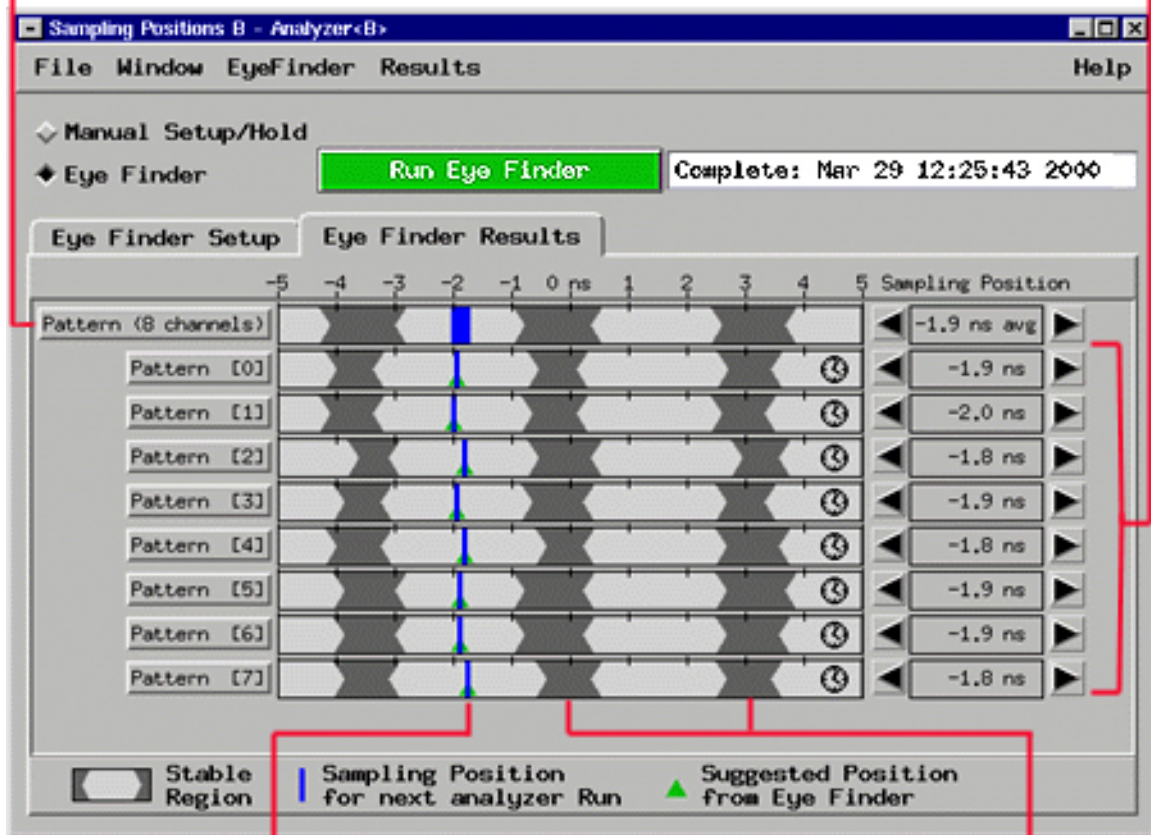 Sampling Positions B - Analyzer<B>
File Window EyeFinder Results Help
Manual Setup/Hold
Eye Finder
Run Eye Finder
Complete: Mar 29 12:25:43 2000
Eye Finder Setup
Eye Finder Results
-5 -4 -3 -2 -1 0 ns 1 2 3 4 5 Sampling Position
Pattern (8 channels) -1.9 ns avg
Pattern [0] -1.9 ns
Pattern [1] -2.0 ns
Pattern [2] -1.8 ns
Pattern [3] -1.9 ns
Pattern [4] -1.8 ns
Pattern [5] -1.9 ns
Pattern [6] -1.9 ns
Pattern [7] -1.8 ns
Stable
Region
Sampling Position
for next analyzer Run
Suggested Position
from Eye Finder